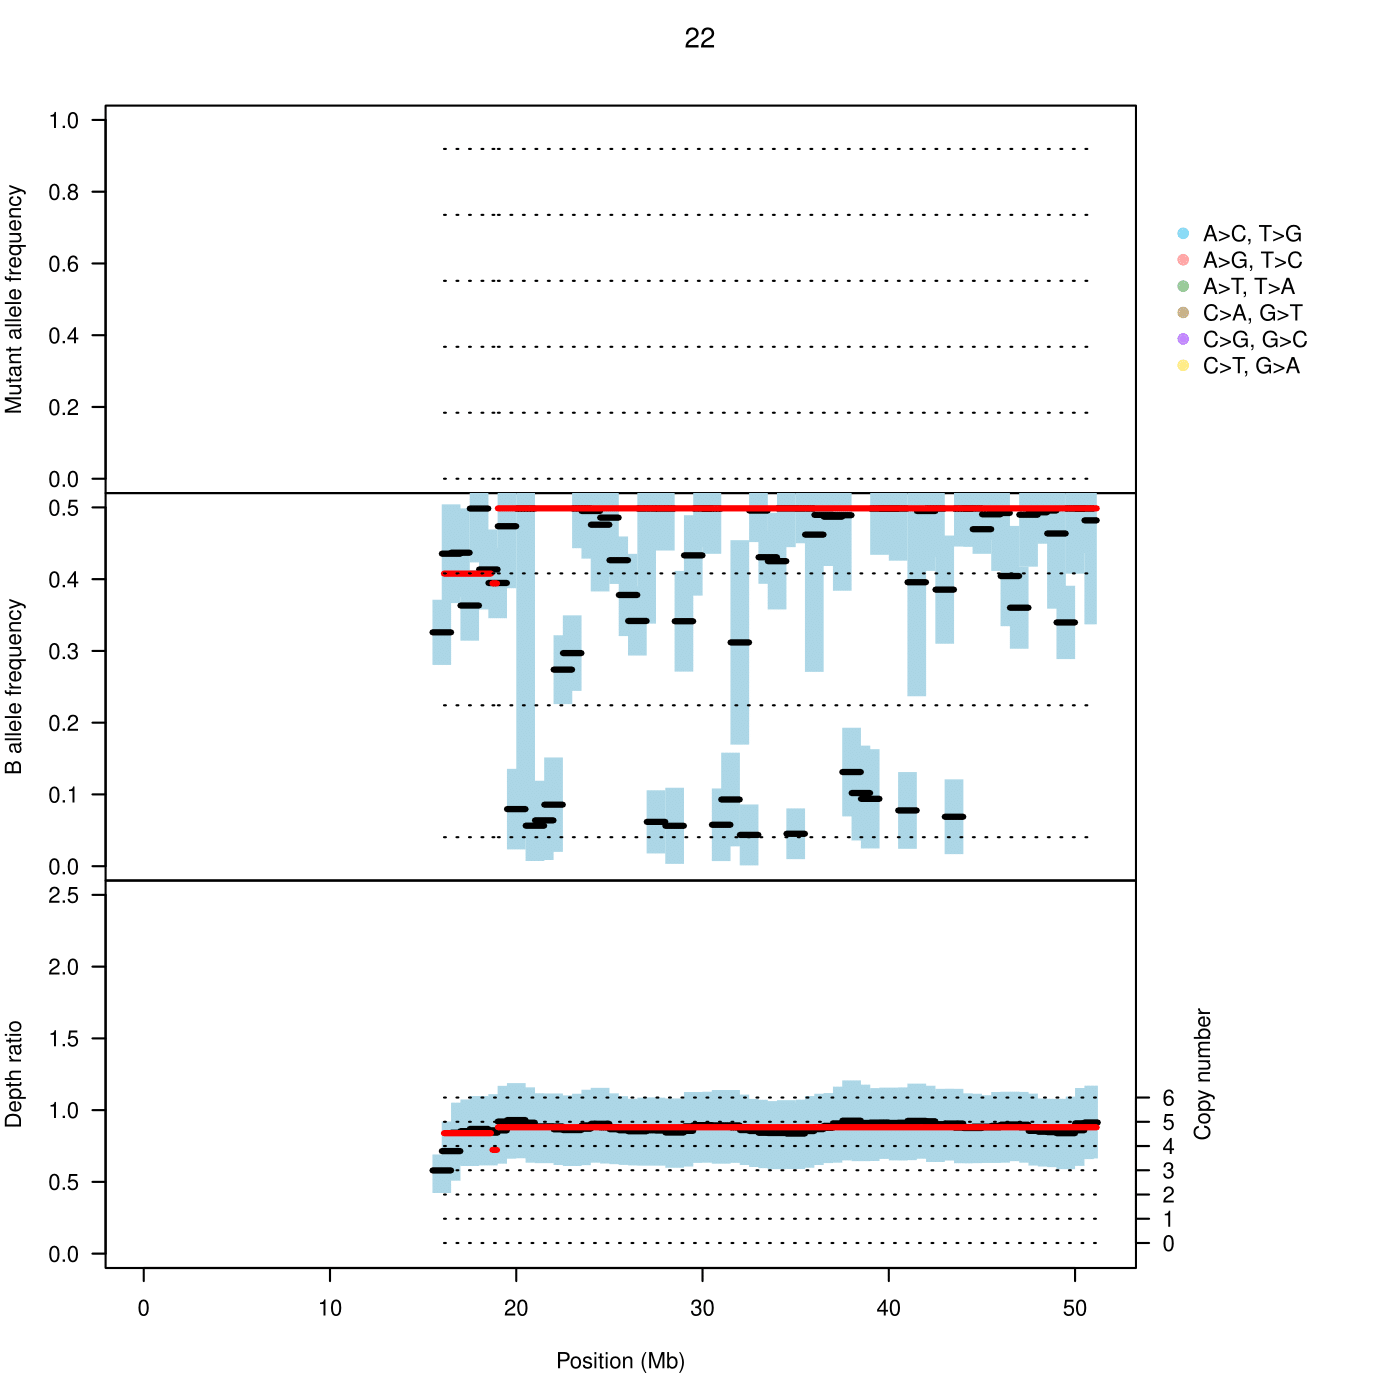 22
Mutant allele frequency
1.0
0.8
0.6
0.4
0.2
0.0
A>C, T>G
A>G, T>C
A>T, T>A
C>A, G>T
C>G, G>C
C>T, G>A
B allele frequency
0.5
0.4
0.3
0.2
0.1
0.0
Depth ratio
2.5
2.0
1.5
1.0
0.5
0.0
Copy number
6
5
4
3
2
1
0
0 10 20 30 40 50
Position (Mb)